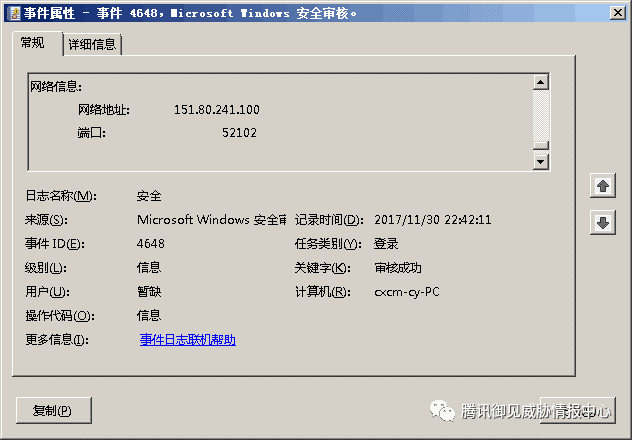 事件属性 - 事件 4648，Microsoft Windows 安全审核。
常规 详细信息
网络信息:
网络地址: 151.80.241.100
端口: 52102
日志名称(M): 安全
来源(S): Microsoft Windows 安全审 记录时间(D): 2017/11/30 22:42:11
事件 ID(E): 4648 任务类别(Y): 登录
级别(L): 信息 关键字(K): 审核成功
用户(U): 暂缺 计算机(R): cxcm-cy-PC
操作代码(O): 信息
更多信息(I): 事件日志联机帮助
复制(P)
腾讯御见威胁情报中心